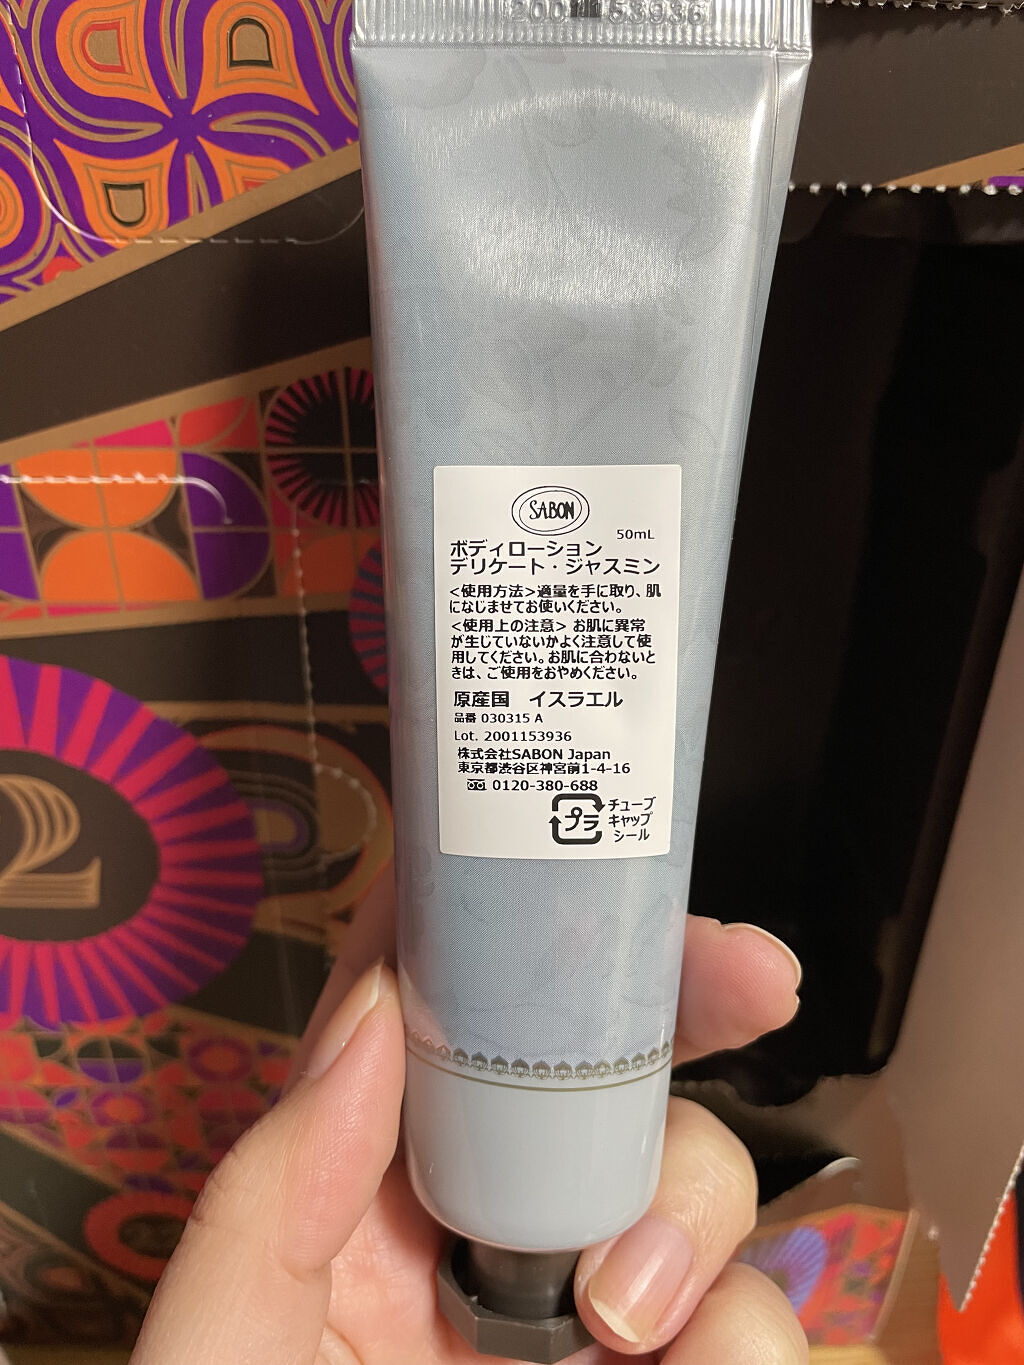 2001153936
SABON
50mL
ボディローション
デリケート・ジャスミン
<使用方法>適量を手に取り、肌
になじませてお使いください。
<使用上の注意> お肌に異常
が生じていないかよく注意して使
用してください。お肌に合わないと
きは、ご使用をおやめください。
原産国 イスラエル
品番 030315 A
Lot. 2001153936
株式会社SABON Japan
東京都渋谷区神宮前1-4-16
0120-380-688
プラ
チューブ
キャップ
シール
2